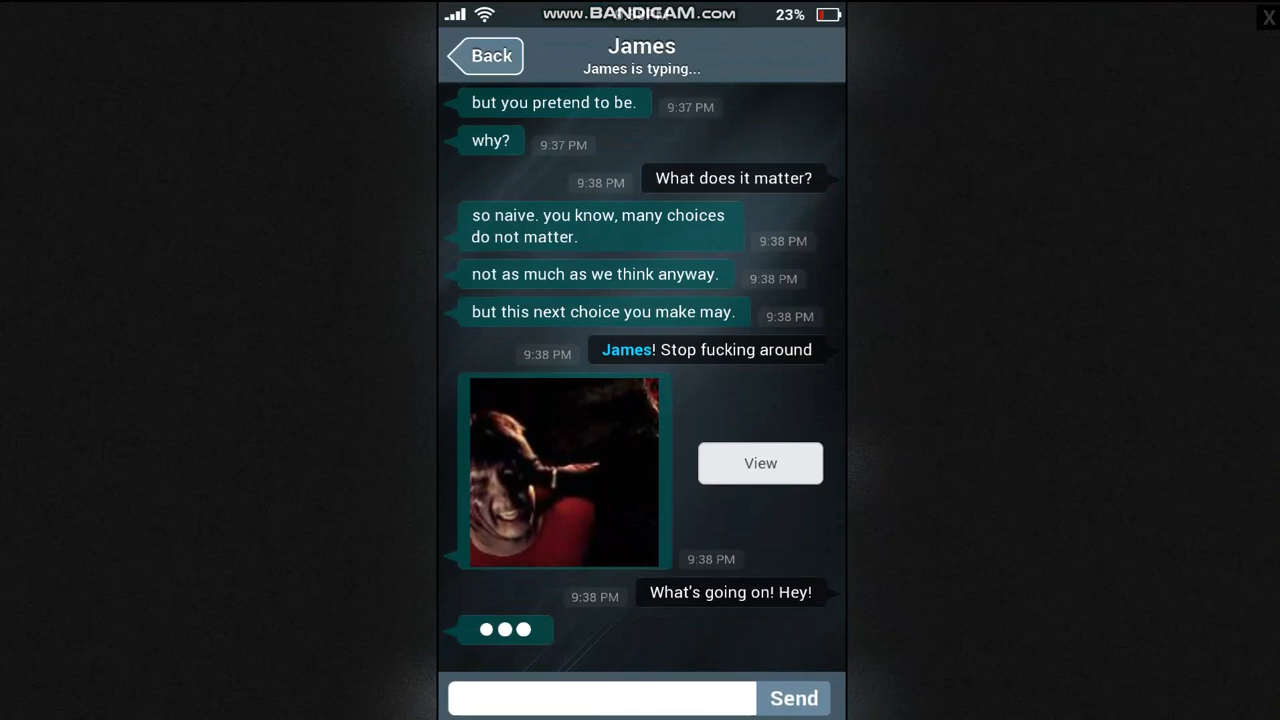 www.BANDICAM.com
23%
X
Back
James
James is typing...
but you pretend to be.
9:37 PM
why?
9:37 PM
9:38 PM
What does it matter?
so naive. you know, many choices
do not matter.
9:38 PM
not as much as we think anyway.
9:38 PM
but this next choice you make may.
9:38 PM
9:38 PM
James! Stop fucking around
View
9:38 PM
9:38 PM
What's going on! Hey!
Send